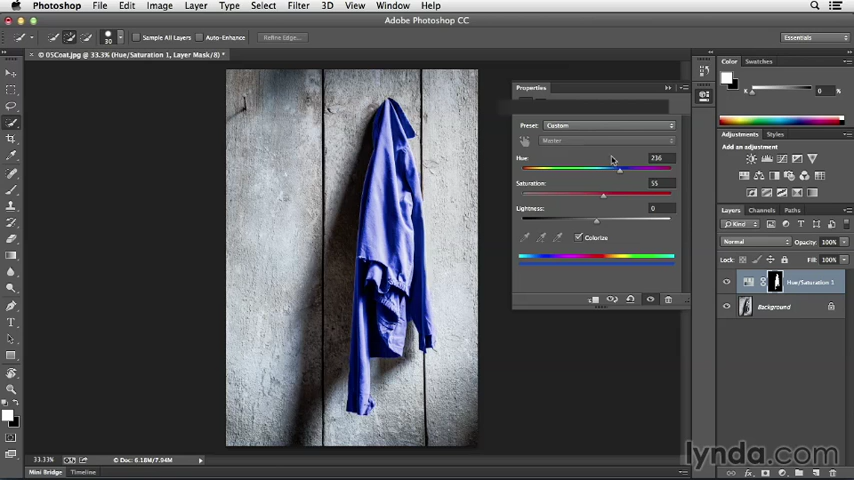 Photoshop File Edit Image Layer Type Select Filter 3D View Window Help
Adobe Photoshop CC
30 Sample All Layers Auto-Enhance Refine Edge... Essentials
05Coat.jpg @ 33.3% (Hue/Saturation 1, Layer Mask/8) *
Properties
Preset: Custom
Master
Hue: 236
Saturation: 55
Lightness: 0
Colorize
Color Swatches
K 0 %
Adjustments Styles
Add an adjustment
Layers Channels Paths
Kind
Normal Opacity: 100%
Lock: Fill: 100%
Hue/Saturation 1
Background
33.33% Doc: 6.18M/7.94M
Mini Bridge Timeline
lynda.com